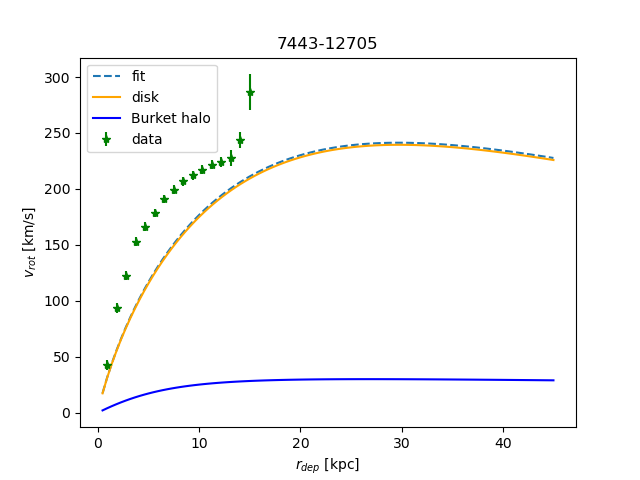 7443-12705
fit
disk
Burket halo
data
300
250
200
150
100
50
0
v_rot [km/s]
0 10 20 30 40
r_dep [kpc]